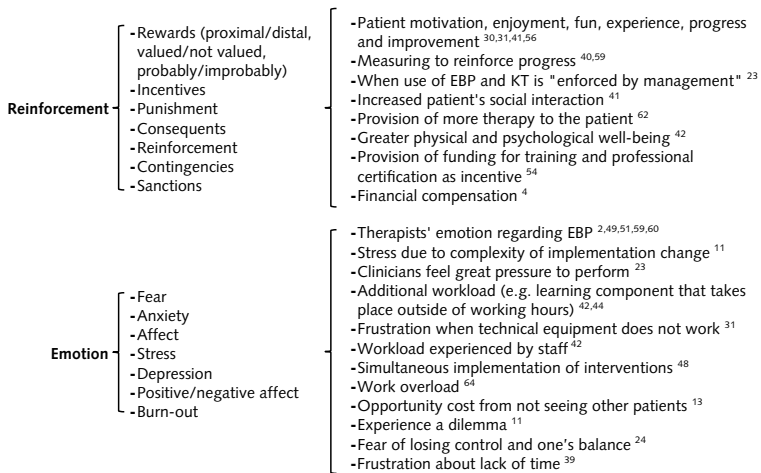 Reinforcement
-Rewards (proximal/distal,
valued/not valued,
probably/improbably)
-Incentives
-Punishment
-Consequents
-Reinforcement
-Contingencies
-Sanctions
-Patient motivation, enjoyment, fun, experience, progress
and improvement 30,31,41,56
-Measuring to reinforce progress 40,59
-When use of EBP and KT is "enforced by management" 23
-Increased patient's social interaction 41
-Provision of more therapy to the patient 62
-Greater physical and psychological well-being 42
-Provision of funding for training and professional
certification as incentive 54
-Financial compensation 4
Emotion
-Fear
-Anxiety
-Affect
-Stress
-Depression
-Positive/negative affect
-Burn-out
-Therapists' emotion regarding EBP 2,49,51,59,60
-Stress due to complexity of implementation change 11
-Clinicians feel great pressure to perform 23
-Additional workload (e.g. learning component that takes
place outside of working hours) 42,44
-Frustration when technical equipment does not work 31
-Workload experienced by staff 42
-Simultaneous implementation of interventions 48
-Work overload 64
-Opportunity cost from not seeing other patients 13
-Experience a dilemma 11
-Fear of losing control and one's balance 24
-Frustration about lack of time 39